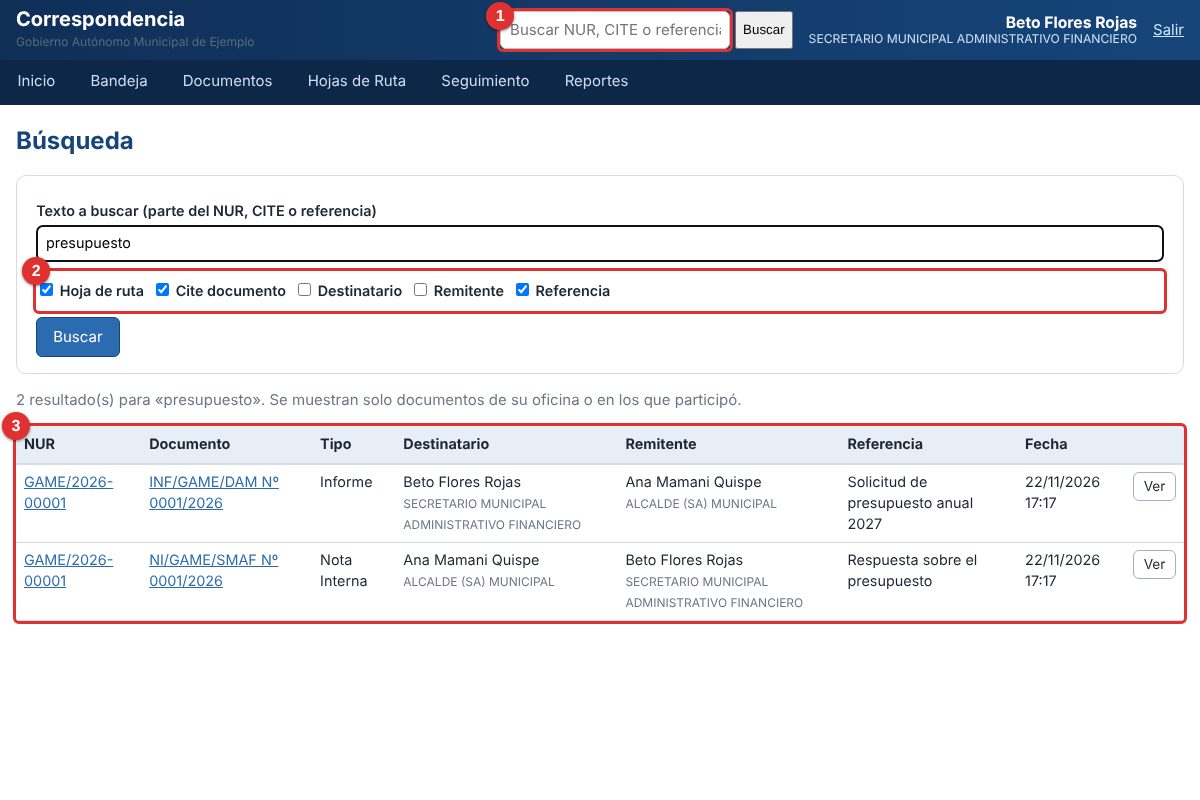 Correspondencia
Gobierno Autónomo Municipal de Ejemplo
1
Buscar NUR, CITE o referencia
Buscar
Beto Flores Rojas
SECRETARIO MUNICIPAL ADMINISTRATIVO FINANCIERO
Salir
Inicio Bandeja Documentos Hojas de Ruta Seguimiento Reportes
Búsqueda
Texto a buscar (parte del NUR, CITE o referencia)
presupuesto
2
Hoja de ruta Cite documento Destinatario Remitente Referencia
Buscar
2 resultado(s) para «presupuesto». Se muestran solo documentos de su oficina o en los que participó.
3
NUR Documento Tipo Destinatario Remitente Referencia Fecha
GAME/2026- INF/GAME/DAM Nº Informe Beto Flores Rojas Ana Mamani Quispe Solicitud de 22/11/2026 Ver
00001 0001/2026 SECRETARIO MUNICIPAL ALCALDE (SA) MUNICIPAL presupuesto anual 17:17
ADMINISTRATIVO FINANCIERO 2027
GAME/2026- NI/GAME/SMAF Nº Nota Ana Mamani Quispe Beto Flores Rojas Respuesta sobre el 22/11/2026 Ver
00001 0001/2026 Interna ALCALDE (SA) MUNICIPAL SECRETARIO MUNICIPAL presupuesto 17:17
ADMINISTRATIVO FINANCIERO